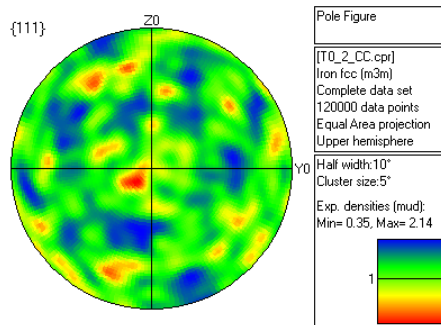 {111}
Z0
Y0
Pole Figure
[T0_2_CC.cpr]
Iron fcc (m3m)
Complete data set
120000 data points
Equal Area projection
Upper hemisphere
Half width:10°
Cluster size:5°
Exp. densities (mud):
Min= 0.35, Max= 2.14
1